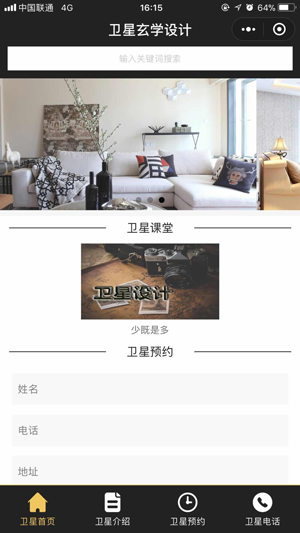 中国联通 4G 16:15 64%
卫星玄学设计
输入关键词搜索
卫星课堂
卫星设计
少既是多
卫星预约
姓名
电话
地址
卫星首页 卫星介绍 卫星预约 卫星电话